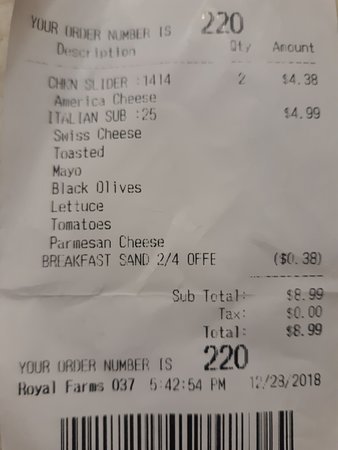 YOUR ORDER NUMBER IS 220
Description Qty Amount
CHKN SLIDER :1414 2 $4.38
America Cheese
ITALIAN SUB :25 $4.99
Swiss Cheese
Toasted
Mayo
Black Olives
Lettuce
Tomatoes
Parmesan Cheese
BREAKFAST SAND 2/4 OFFE ($0.38)
Sub Total: $8.99
Tax: $0.00
Total: $8.99
YOUR ORDER NUMBER IS 220
Royal Farms 037 5:42:54 PM 12/28/2018